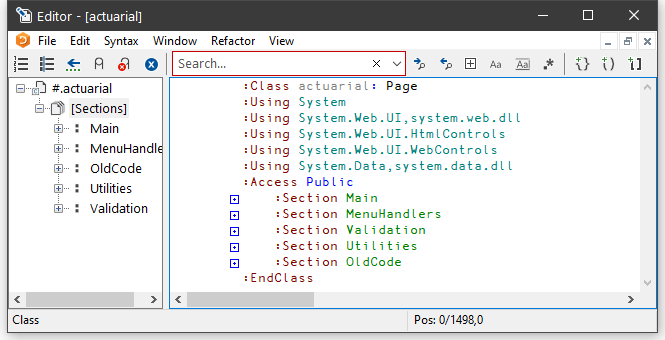 Editor - [actuarial]
File Edit Syntax Window Refactor View
Search...
Aa Aa .* {} () []
#.actuarial
[Sections]
Main
MenuHandle
OldCode
Utilities
Validation
:Class actuarial: Page
:Using System
:Using System.Web.UI,system.web.dll
:Using System.Web.UI.HtmlControls
:Using System.Web.UI.WebControls
:Using System.Data,system.data.dll
:Access Public
:Section Main
:Section MenuHandlers
:Section Validation
:Section Utilities
:Section OldCode
:EndClass
Class Pos: 0/1498,0